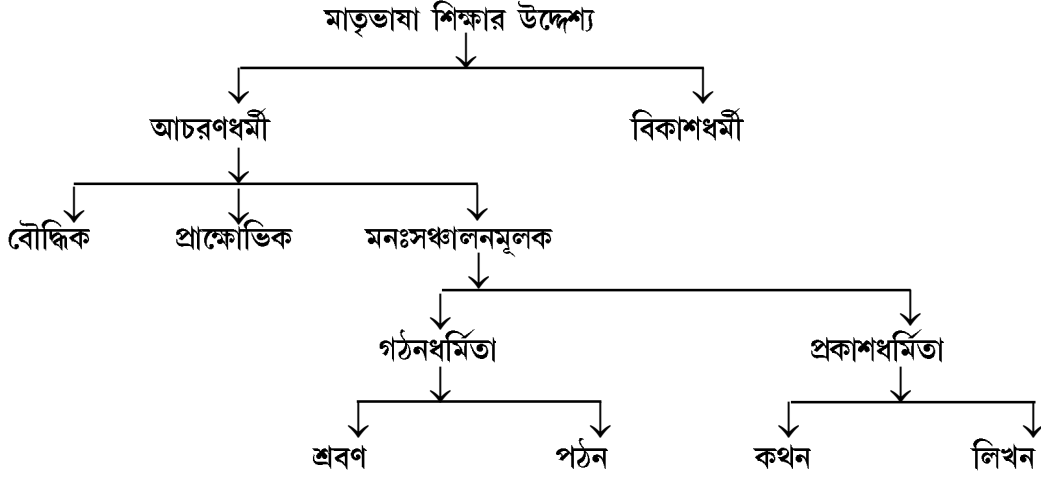 মাতৃভাষা শিক্ষার উদ্দেশ্য
আচরণধর্মী বিকাশধর্মী
বৌদ্ধিক প্রাক্ষোভিক মনঃসঞ্চালনমূলক
গঠনধর্মিতা প্রকাশধর্মিতা
শ্রবণ পঠন কথন লিখন